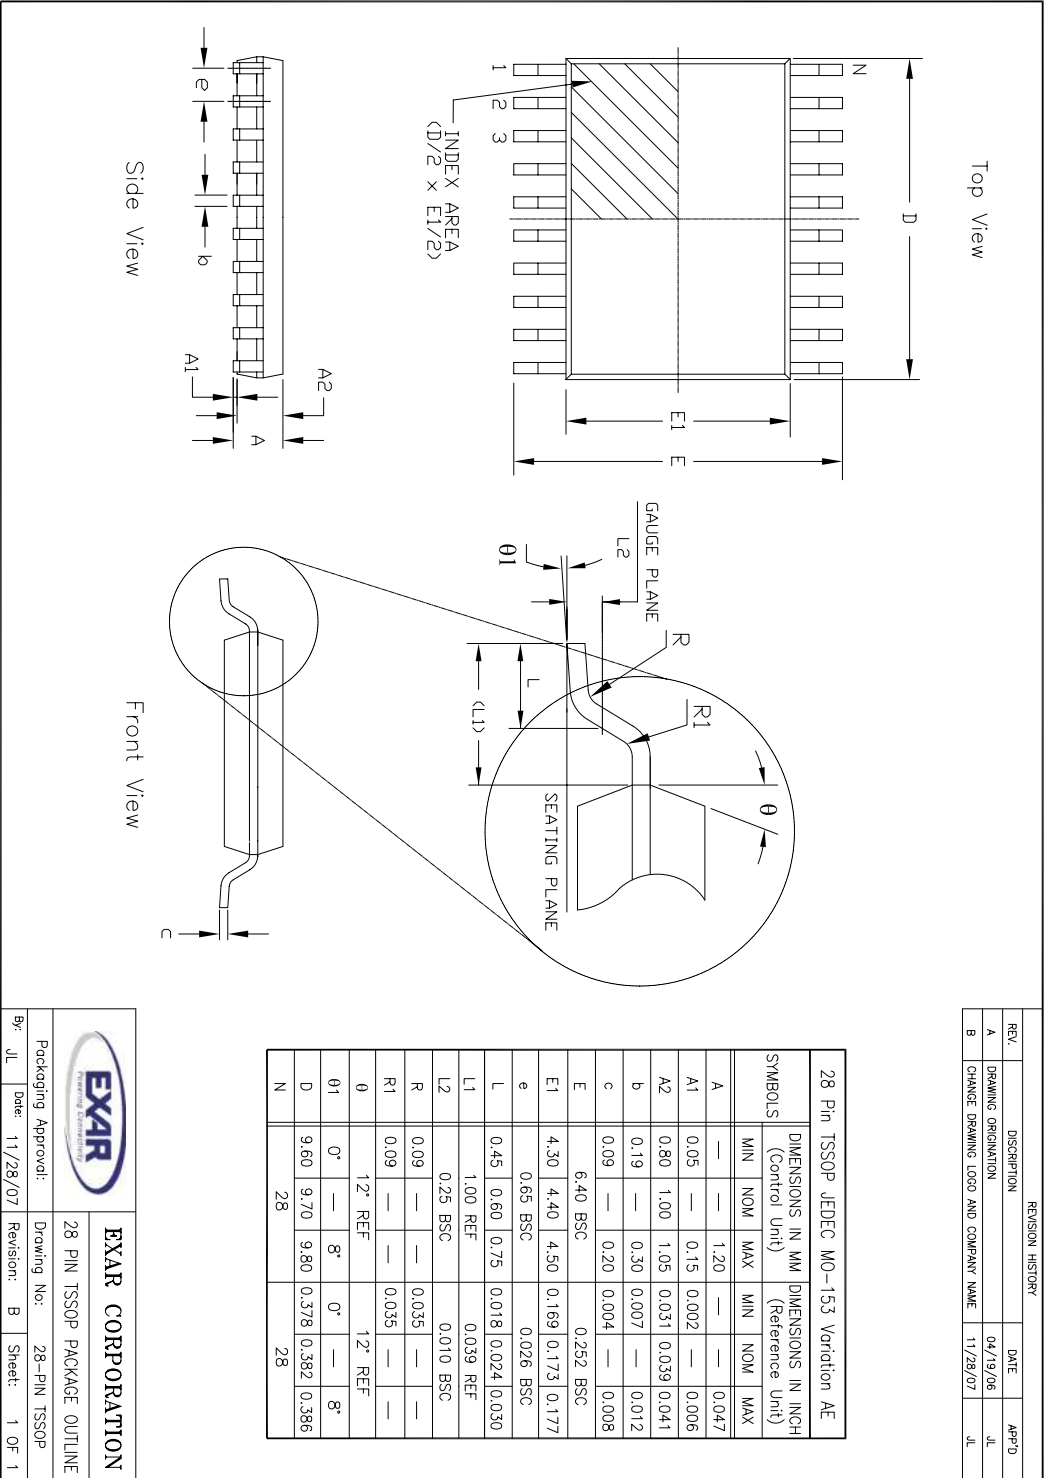 Top View
D
N
1
2
3
INDEX AREA
(D/2 x E1/2)
E1
E
Side View
e
b
A1
A2
A
Front View
c
GAUGE PLANE
L2
θ1
R
R1
L
(L1)
θ
SEATING PLANE
REVISION HISTORY
REV. DISCRIPTION DATE APP'D
A DRAWING ORIGINATION 04/19/06 JL
B CHANGE DRAWING LOGO AND COMPANY NAME 11/28/07 JL
28 Pin TSSOP JEDEC MO-153 Variation AE
SYMBOLS DIMENSIONS IN MM (Control Unit) DIMENSIONS IN INCH (Reference Unit)
MIN NOM MAX MIN NOM MAX
A — — 1.20 — — 0.047
A1 0.05 — 0.15 0.002 — 0.006
A2 0.80 1.00 1.05 0.031 0.039 0.041
b 0.19 — 0.30 0.007 — 0.012
c 0.09 — 0.20 0.004 — 0.008
E 6.40 BSC 0.252 BSC
E1 4.30 4.40 4.50 0.169 0.173 0.177
e 0.65 BSC 0.026 BSC
L 0.45 0.60 0.75 0.018 0.024 0.030
L1 1.00 REF 0.039 REF
L2 0.25 BSC 0.010 BSC
R 0.09 — — 0.035 — —
R1 0.09 — — 0.035 — —
θ 12° REF 12° REF
θ1 0° — 8° 0° — 8°
D 9.60 9.70 9.80 0.378 0.382 0.386
N 28 28
EXAR
Powering Connectivity
EXAR CORPORATION
28 PIN TSSOP PACKAGE OUTLINE
Packaging Approval: Drawing No: 28-PIN TSSOP
By: JL Date: 11/28/07 Revision: B Sheet: 1 OF 1